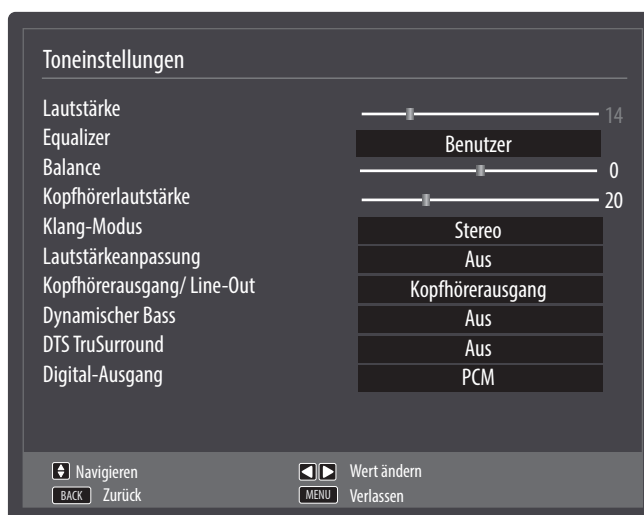 Toneinstellungen
Lautstärke 14
Equalizer Benutzer
Balance 0
Kopfhörerlautstärke 20
Klang-Modus Stereo
Lautstärkeanpassung Aus
Kopfhörerausgang/ Line-Out Kopfhörerausgang
Dynamischer Bass Aus
DTS TruSurround Aus
Digital-Ausgang PCM
Navigieren Wert ändern
BACK Zurück MENU Verlassen